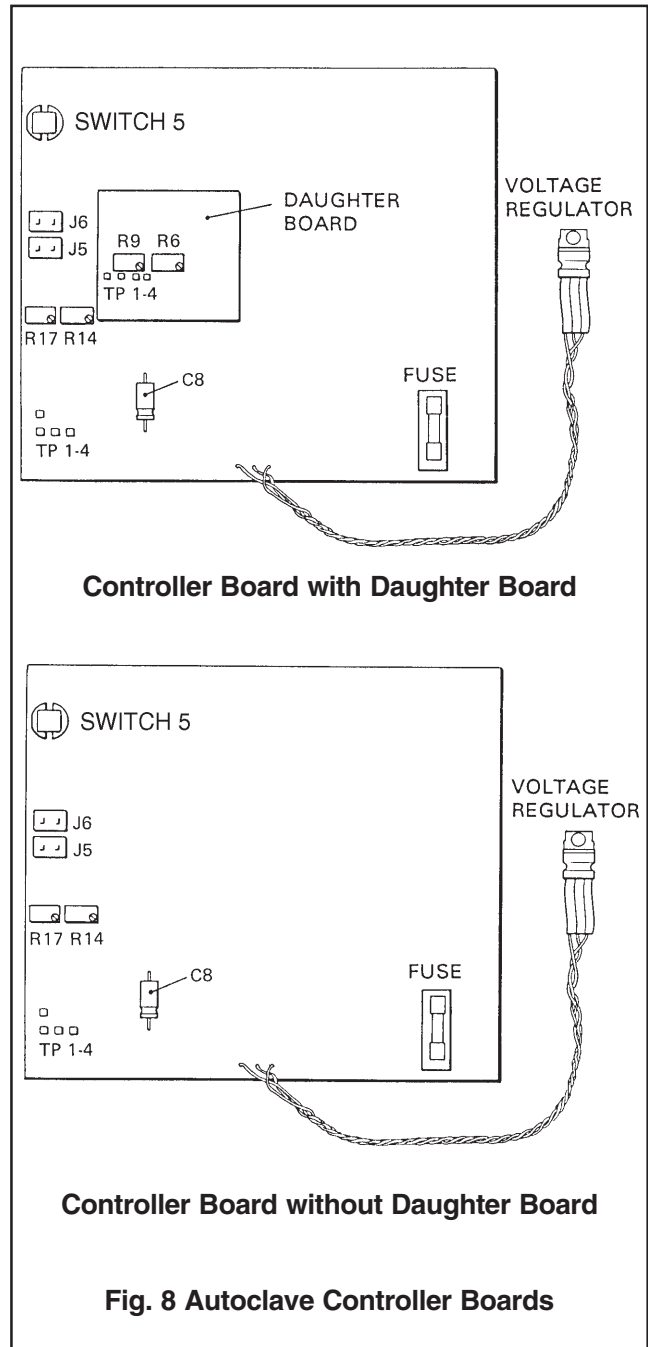 SWITCH 5
DAUGHTER
BOARD
VOLTAGE
REGULATOR
J6
J5
R9 R6
TP 1-4
R17 R14
C8
FUSE
TP 1-4
Controller Board with Daughter Board
SWITCH 5
VOLTAGE
REGULATOR
J6
J5
R17 R14
C8
FUSE
TP 1-4
Controller Board without Daughter Board
Fig. 8 Autoclave Controller Boards